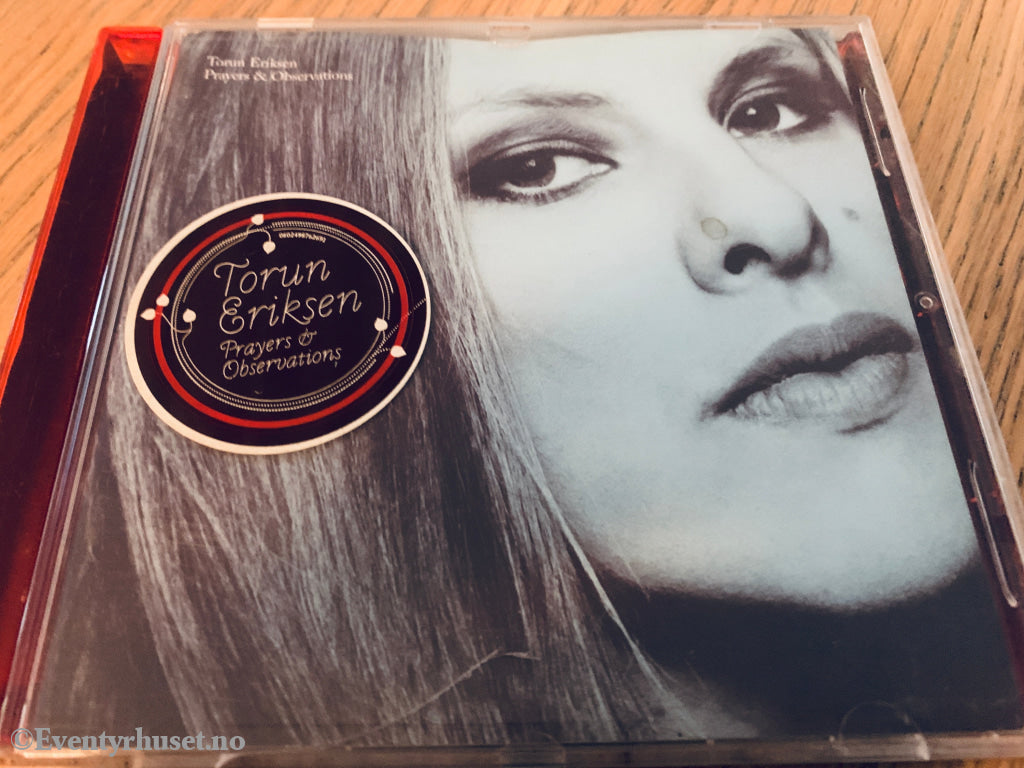 Torun Eriksen
Prayers & Observations
Torun
Eriksen
Prayers &
Observations
©Eventyrhuset.no